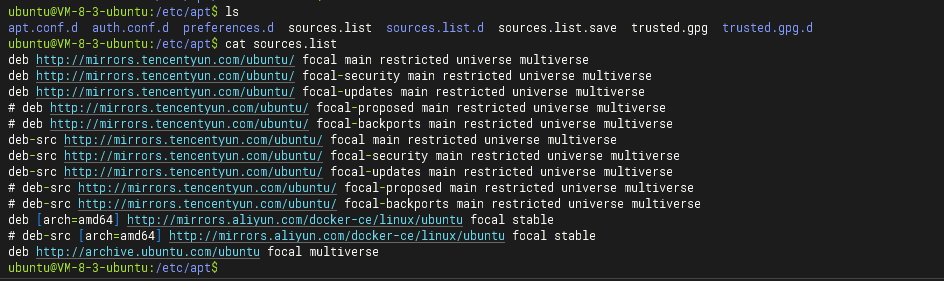 ubuntu@VM-8-3-ubuntu:/etc/apt$ ls
apt.conf.d auth.conf.d preferences.d sources.list sources.list.d sources.list.save trusted.gpg trusted.gpg.d
ubuntu@VM-8-3-ubuntu:/etc/apt$ cat sources.list
deb http://mirrors.tencentyun.com/ubuntu/ focal main restricted universe multiverse
deb http://mirrors.tencentyun.com/ubuntu/ focal-security main restricted universe multiverse
deb http://mirrors.tencentyun.com/ubuntu/ focal-updates main restricted universe multiverse
# deb http://mirrors.tencentyun.com/ubuntu/ focal-proposed main restricted universe multiverse
# deb http://mirrors.tencentyun.com/ubuntu/ focal-backports main restricted universe multiverse
deb-src http://mirrors.tencentyun.com/ubuntu/ focal main restricted universe multiverse
deb-src http://mirrors.tencentyun.com/ubuntu/ focal-security main restricted universe multiverse
deb-src http://mirrors.tencentyun.com/ubuntu/ focal-updates main restricted universe multiverse
# deb-src http://mirrors.tencentyun.com/ubuntu/ focal-proposed main restricted universe multiverse
# deb-src http://mirrors.tencentyun.com/ubuntu/ focal-backports main restricted universe multiverse
deb [arch=amd64] http://mirrors.aliyun.com/docker-ce/linux/ubuntu focal stable
# deb-src [arch=amd64] http://mirrors.aliyun.com/docker-ce/linux/ubuntu focal stable
deb http://archive.ubuntu.com/ubuntu focal multiverse
ubuntu@VM-8-3-ubuntu:/etc/apt$